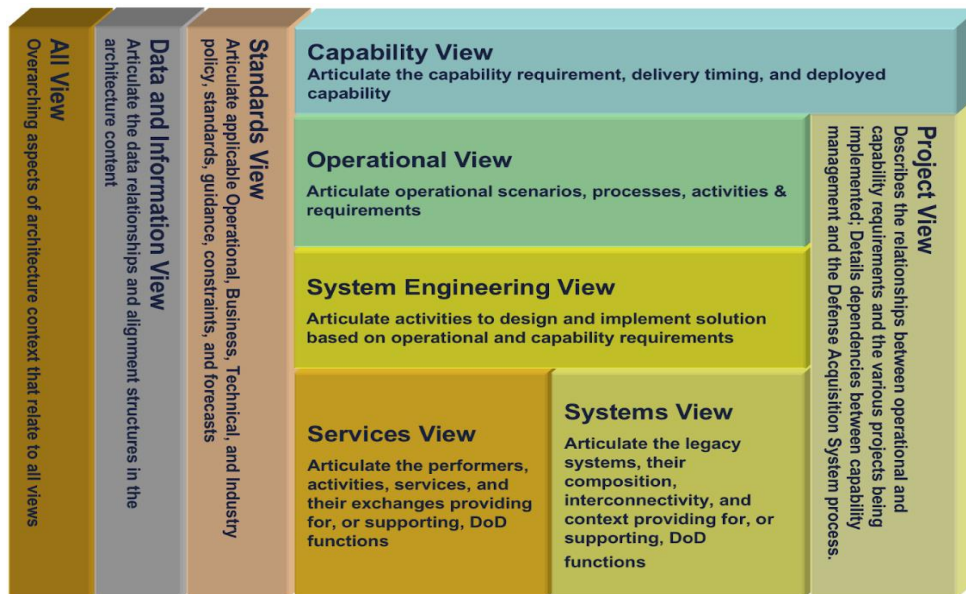 All View
Overarching aspects of architecture context that relate to all views
Data and Information View
Articulate the data relationships and alignment structures in the
architecture content
Standards View
Articulate applicable Operational, Business, Technical, and Industry
policy, standards, guidance, constraints, and forecasts
Capability View
Articulate the capability requirement, delivery timing, and deployed
capability
Operational View
Articulate operational scenarios, processes, activities &
requirements
System Engineering View
Articulate activities to design and implement solution
based on operational and capability requirements
Services View
Articulate the performers,
activities, services, and
their exchanges providing
for, or supporting, DoD
functions
Systems View
Articulate the legacy
systems, their
composition,
interconnectivity, and
context providing for, or
supporting, DoD
functions
Project View
Describes the relationships between operational and
capability requirements and the various projects being
implemented; Details dependencies between capability
management and the Defense Acquisition System process.